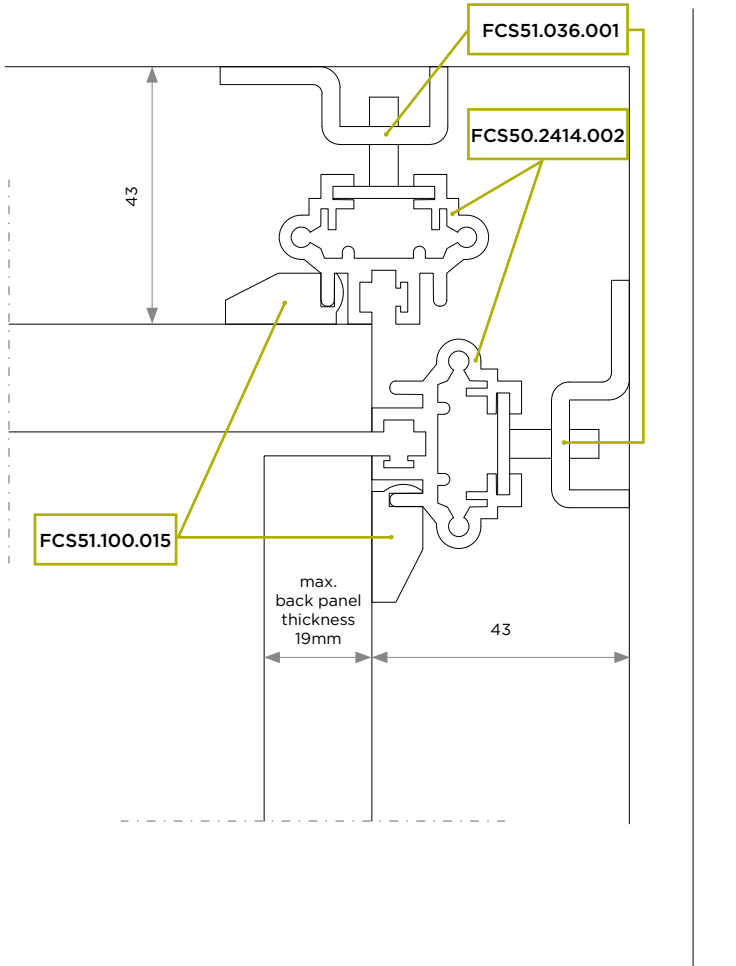 FCS51.036.001
FCS50.2414.002
43
FCS51.100.015
max.
back panel
thickness
19mm
43